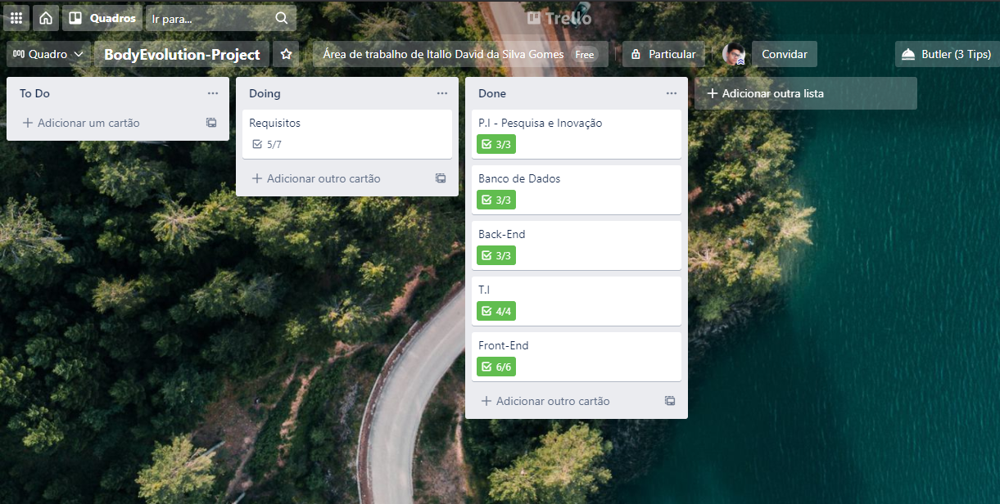 Quadros
Ir para...
Trello
Quadro
BodyEvolution-Project
Área de trabalho de Itallo David da Silva Gomes Free
Particular
Convidar
Butler (3 Tips)
To Do
Adicionar um cartão
Doing
Requisitos
5/7
Adicionar outro cartão
Done
P.I - Pesquisa e Inovação
3/3
Banco de Dados
3/3
Back-End
3/3
T.I
4/4
Front-End
6/6
Adicionar outro cartão
Adicionar outra lista